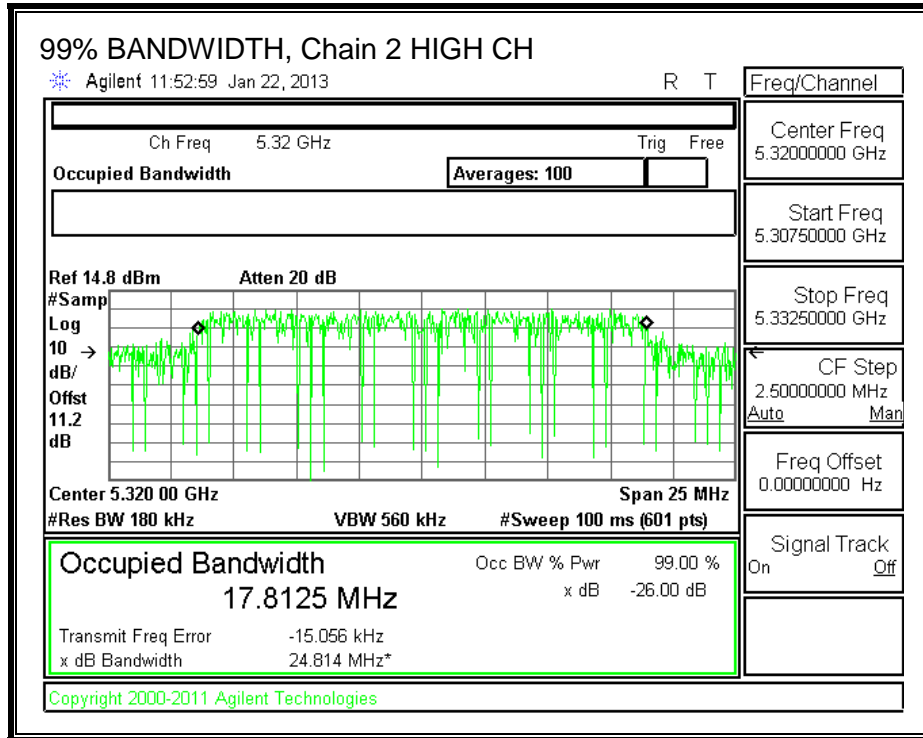 99% BANDWIDTH, Chain 2 HIGH CH
Agilent 11:52:59 Jan 22, 2013 R T
Ch Freq 5.32 GHz Trig Free
Occupied Bandwidth Averages: 100
Ref 14.8 dBm Atten 20 dB
#Samp
Log
10
dB/
Offst
11.2
dB
Center 5.320 00 GHz Span 25 MHz
#Res BW 180 kHz VBW 560 kHz #Sweep 100 ms (601 pts)
Occupied Bandwidth Occ BW % Pwr 99.00 %
17.8125 MHz x dB -26.00 dB
Transmit Freq Error -15.056 kHz
x dB Bandwidth 24.814 MHz*
Copyright 2000-2011 Agilent Technologies
Freq/Channel
Center Freq
5.32000000 GHz
Start Freq
5.30750000 GHz
Stop Freq
5.33250000 GHz
CF Step
2.50000000 MHz
Auto Man
Freq Offset
0.00000000 Hz
Signal Track
On Off